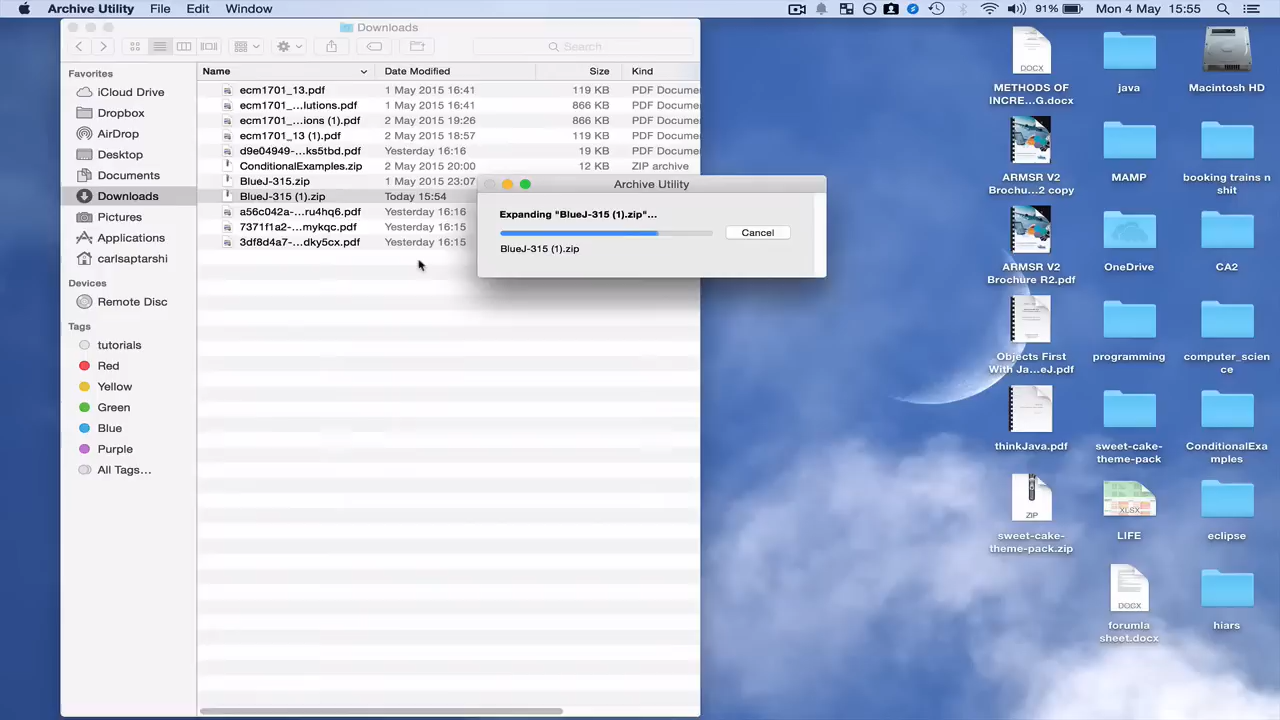 Archive Utility File Edit Window 91% Mon 4 May 15:55
Downloads
Search
Favorites
iCloud Drive
Dropbox
AirDrop
Desktop
Documents
Downloads
Pictures
Applications
carlsaptarshi
Devices
Remote Disc
Tags
tutorials
Red
Yellow
Green
Blue
Purple
All Tags...
Name Date Modified Size Kind
ecm1701_13.pdf 1 May 2015 16:41 119 KB PDF Docume
ecm1701_...lutions.pdf 1 May 2015 16:41 866 KB PDF Docume
ecm1701_...ions (1).pdf 2 May 2015 19:26 866 KB PDF Docume
ecm1701_13 (1).pdf 2 May 2015 18:57 119 KB PDF Docume
d9e04949-...ks5tbd.pdf Yesterday 16:16 19 KB PDF Docume
ConditionalExamples.zip 2 May 2015 20:00 12 KB ZIP archive
BlueJ-315.zip 1 May 2015 23:07
BlueJ-315 (1).zip Today 15:54
a56c042a-...ru4hq6.pdf Yesterday 16:16
7371f1a2-...mykqc.pdf Yesterday 16:15
3df8d4a7-...dky5cx.pdf Yesterday 16:15
Archive Utility
Expanding "BlueJ-315 (1).zip"...
Cancel
BlueJ-315 (1).zip
DOCX
METHODS OF
INCRE...G.docx
java
Macintosh HD
ARMSR V2
Brochu...2 copy
MAMP
booking trains n
shit
ARMSR V2
Brochure R2.pdf
OneDrive
CA2
Objects First
With Ja...eJ.pdf
programming
computer_scien
ce
thinkJava.pdf
sweet-cake-
theme-pack
ConditionalExa
mples
ZIP
sweet-cake-
theme-pack.zip
XLSX
LIFE
eclipse
DOCX
forumla
sheet.docx
hiars